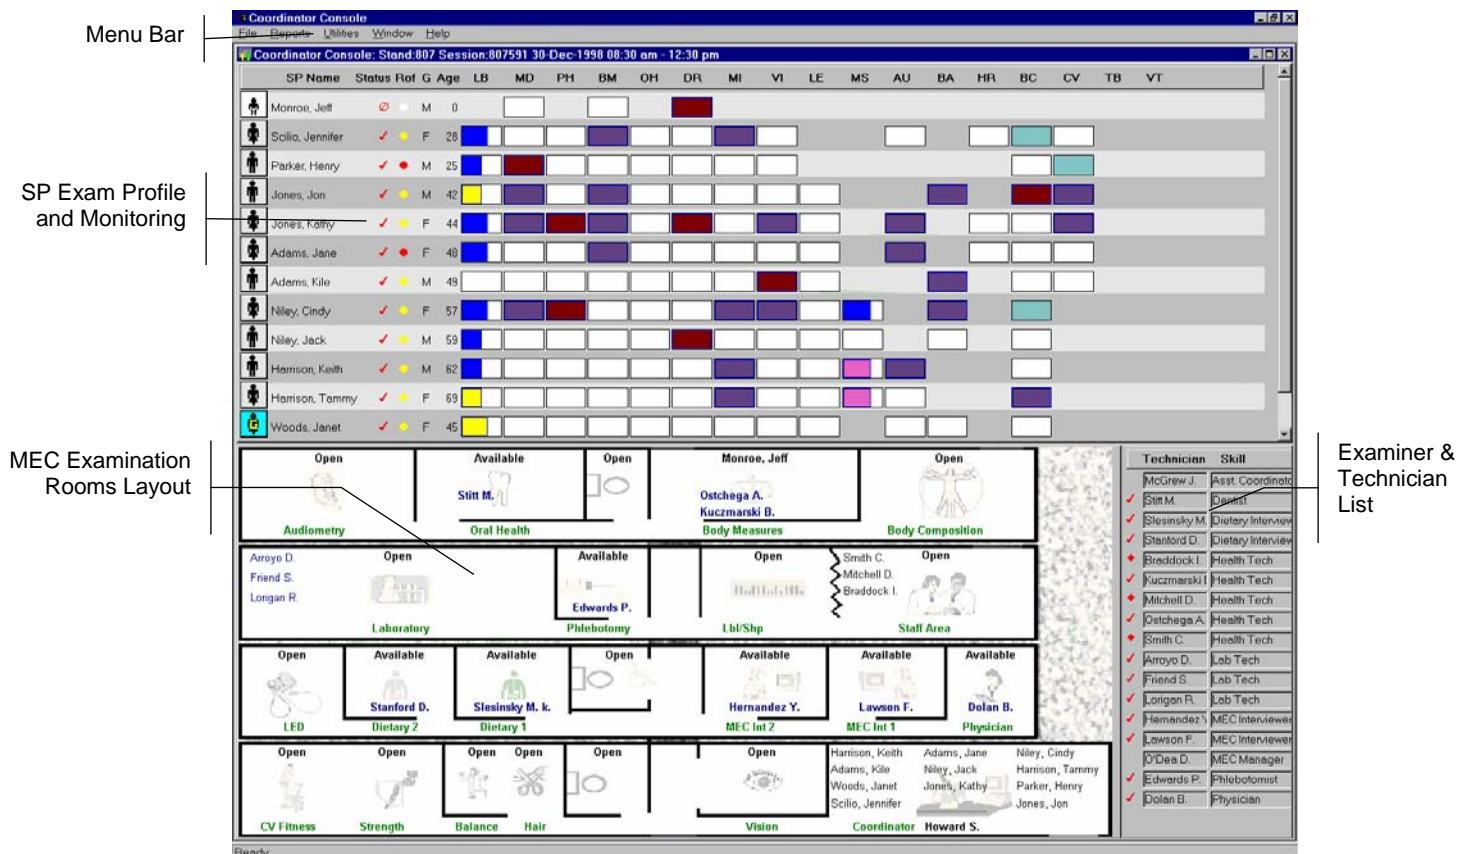 Coordinator Console
File Reports Utilities Window Help
Menu Bar
Coordinator Console: Stand:807 Session:807591 30-Dec-1998 08:30 am - 12:30 pm
SP Name Status Rof G Age LB MD PH BM OH DR MI VI LE MS AU BA HR BC CV TB VT
Monroe, Jeff M 0
Scilio, Jennifer F 28
Parker, Henry M 25
SP Exam Profile
and Monitoring
Jones, Jon M 42
Jones, Kathy F 44
Adams, Jane F 48
Adams, Kile M 49
Niley, Cindy F 57
Niley, Jack M 59
Harrison, Keith M 62
Harrison, Tammy F 69
G Woods, Janet F 45
MEC Examination
Rooms Layout
Examiner &
Technician
List
Open Available Open Monroe, Jeff Open
Stitt M. Ostchega A.
Kuczmarski B.
Audiometry Oral Health Body Measures Body Composition
Arroyo D. Open Available Open Smith C. Open
Friend S. Mitchell D.
Lorigan R. Braddock I.
Edwards P.
Laboratory Phlebotomy Lbl/Shp Staff Area
Open Available Available Open Available Available Available
Stanford D. Slesinsky M. k. Hernandez Y. Lawson F. Dolan B.
LED Dietary 2 Dietary 1 MEC Int 2 MEC Int 1 Physician
Open Open Open Open Open Open
Harrison, Keith Adams, Jane Niley, Cindy
Adams, Kile Niley, Jack Harrison, Tammy
Woods, Janet Jones, Kathy Parker, Henry
Scilio, Jennifer Jones, Jon
CV Fitness Strength Balance Hair Vision Coordinator Howard S.
Technician Skill
McGrew J. Asst. Coordinato
Stitt M. Dentist
Slesinsky M. Dietary Interview
Stanford D. Dietary Interview
Braddock I. Health Tech
Kuczmarski Health Tech
Mitchell D. Health Tech
Ostchega A. Health Tech
Smith C. Health Tech
Arroyo D. Lab Tech
Friend S. Lab Tech
Lorigan R. Lab Tech
Hernandez MEC Interviewer
Lawson F. MEC Interviewer
O'Dea D. MEC Manager
Edwards P. Phlebotomist
Dolan B. Physician
Ready